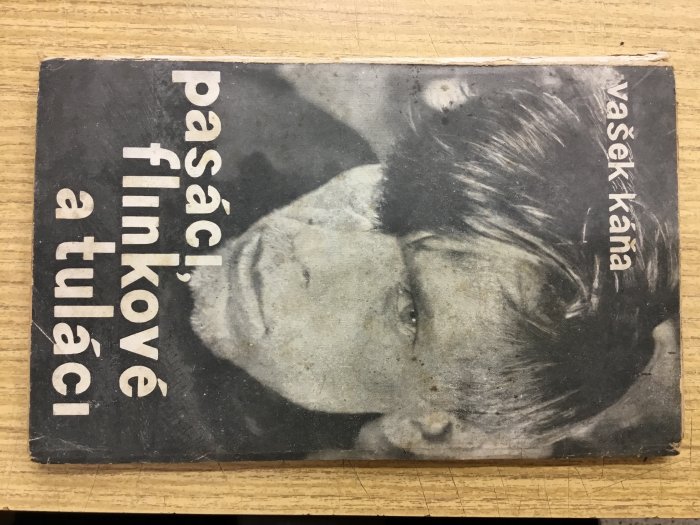 vašek káňa
pasáci,
flinkové
a tuláci